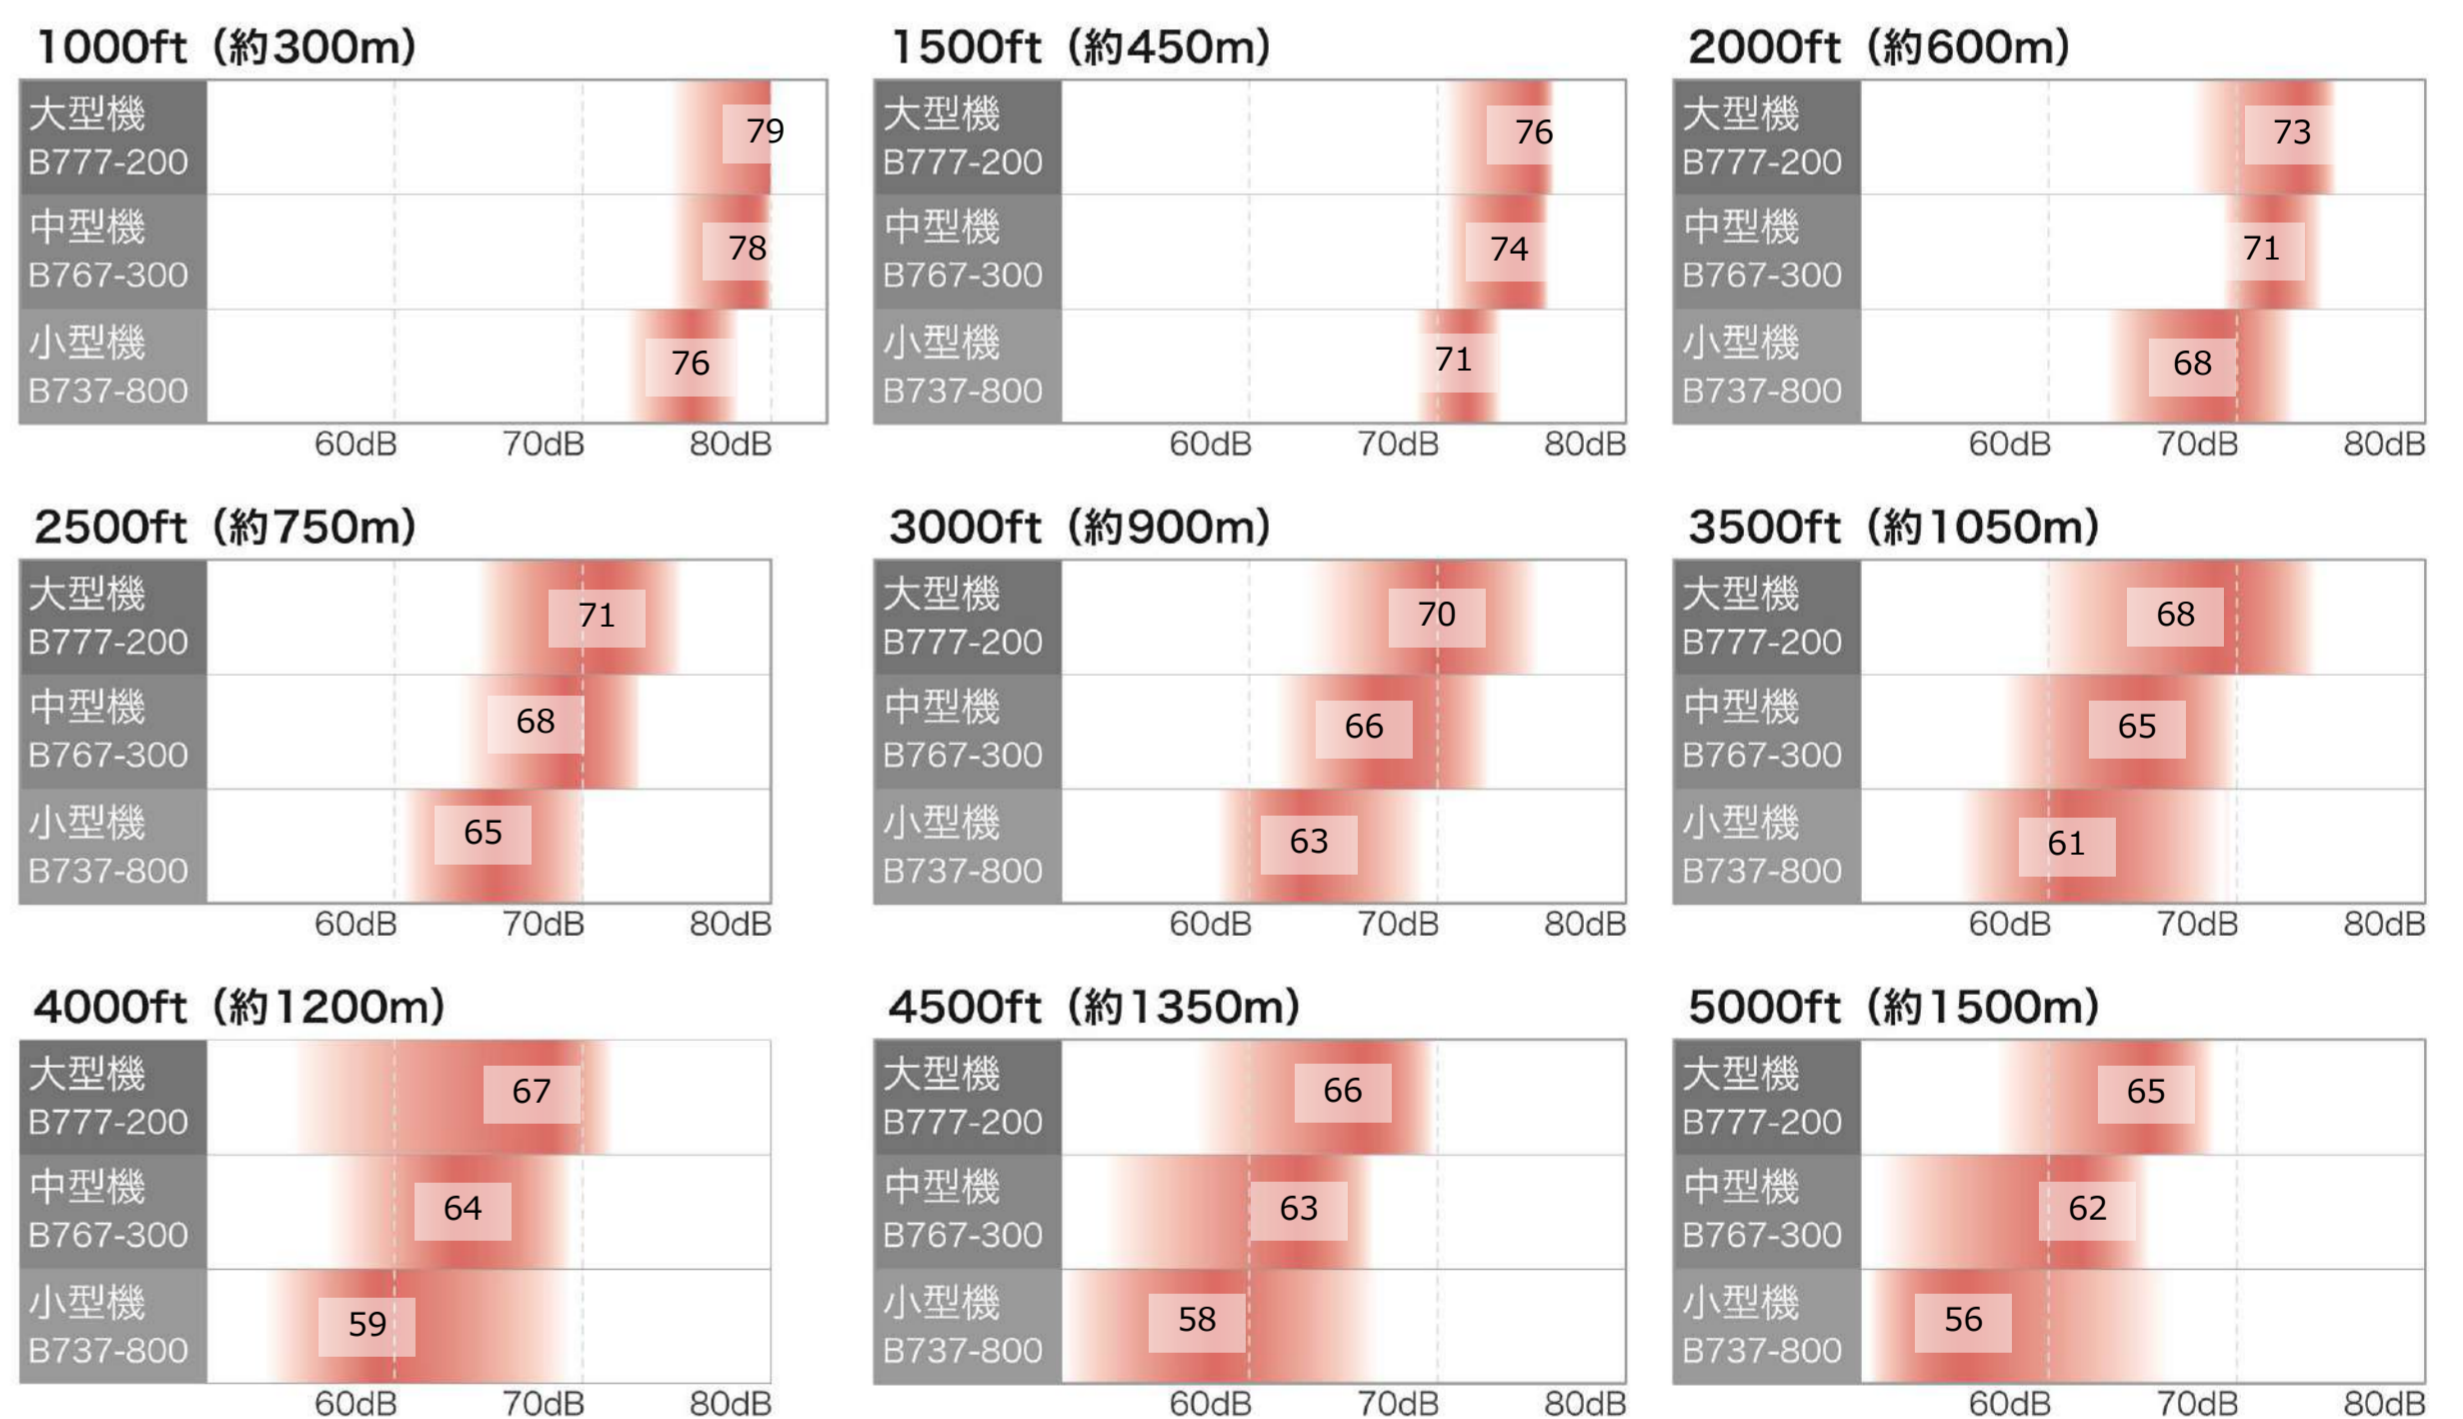 1000ft（約300m）
大型機
B777-200
79
中型機
B767-300
78
小型機
B737-800
76
60dB 70dB 80dB
1500ft（約450m）
大型機
B777-200
76
中型機
B767-300
74
小型機
B737-800
71
60dB 70dB 80dB
2000ft（約600m）
大型機
B777-200
73
中型機
B767-300
71
小型機
B737-800
68
60dB 70dB 80dB
2500ft（約750m）
大型機
B777-200
71
中型機
B767-300
68
小型機
B737-800
65
60dB 70dB 80dB
3000ft（約900m）
大型機
B777-200
70
中型機
B767-300
66
小型機
B737-800
63
60dB 70dB 80dB
3500ft（約1050m）
大型機
B777-200
68
中型機
B767-300
65
小型機
B737-800
61
60dB 70dB 80dB
4000ft（約1200m）
大型機
B777-200
67
中型機
B767-300
64
小型機
B737-800
59
60dB 70dB 80dB
4500ft（約1350m）
大型機
B777-200
66
中型機
B767-300
63
小型機
B737-800
58
60dB 70dB 80dB
5000ft（約1500m）
大型機
B777-200
65
中型機
B767-300
62
小型機
B737-800
56
60dB 70dB 80dB